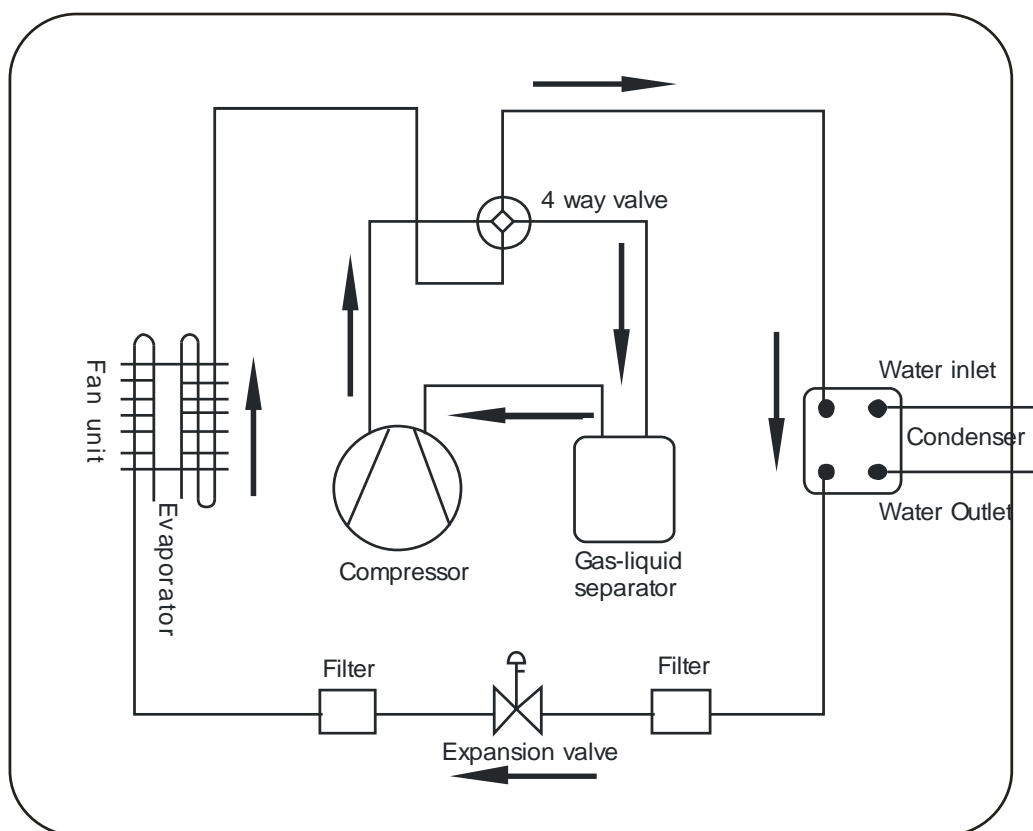 4 way valve
Fan unit
Evaporator
Water inlet
Condenser
Water Outlet
Compressor
Gas-liquid
separator
Filter
Filter
Expansion valve